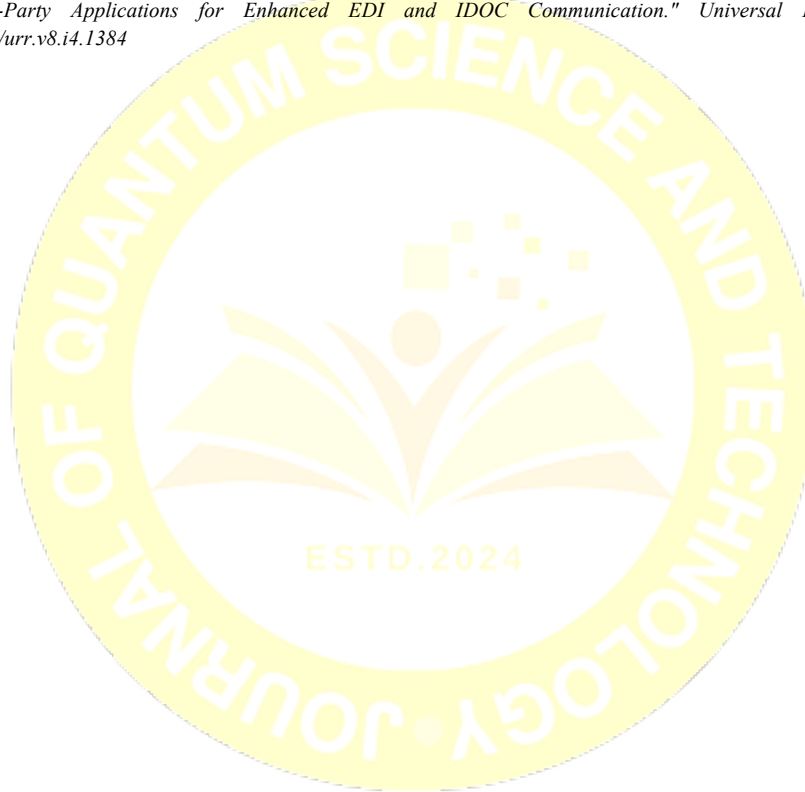 -Party Applications for Enhanced EDI and IDOC Communication." Universal
/urr.v8.i4.1384
JOURNAL OF QUANTUM SCIENCE AND TECHNOLOGY
ESTD.2024